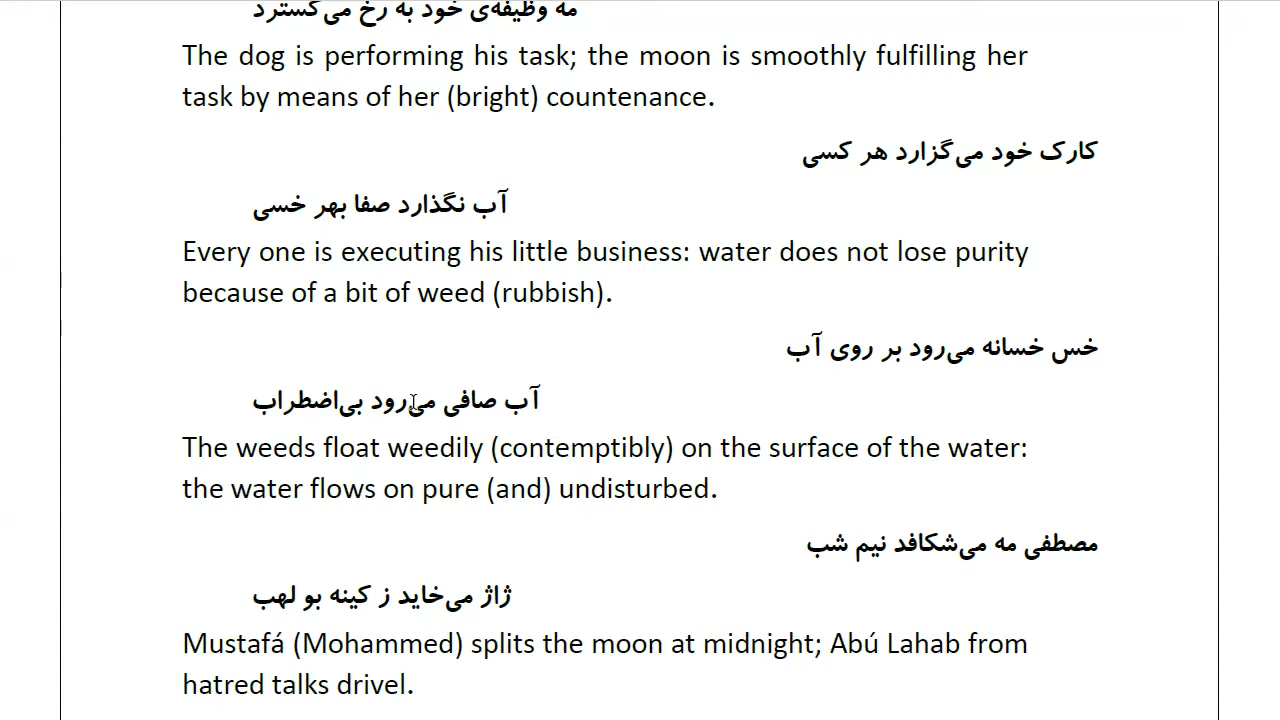 مه وظیفه‌ی خود به رخ می‌گسترد
The dog is performing his task; the moon is smoothly fulfilling her
task by means of her (bright) countenance.
کارک خود می‌گزارد هر کسی
آب نگذارد صفا بهر خسی
Every one is executing his little business: water does not lose purity
because of a bit of weed (rubbish).
خس خسانه می‌رود بر روی آب
آب صافی می‌رود بی‌اضطراب
The weeds float weedily (contemptibly) on the surface of the water:
the water flows on pure (and) undisturbed.
مصطفی مه می‌شکافد نیم شب
ژاژ می‌خاید ز کینه بو لهب
Mustafá (Mohammed) splits the moon at midnight; Abú Lahab from
hatred talks drivel.